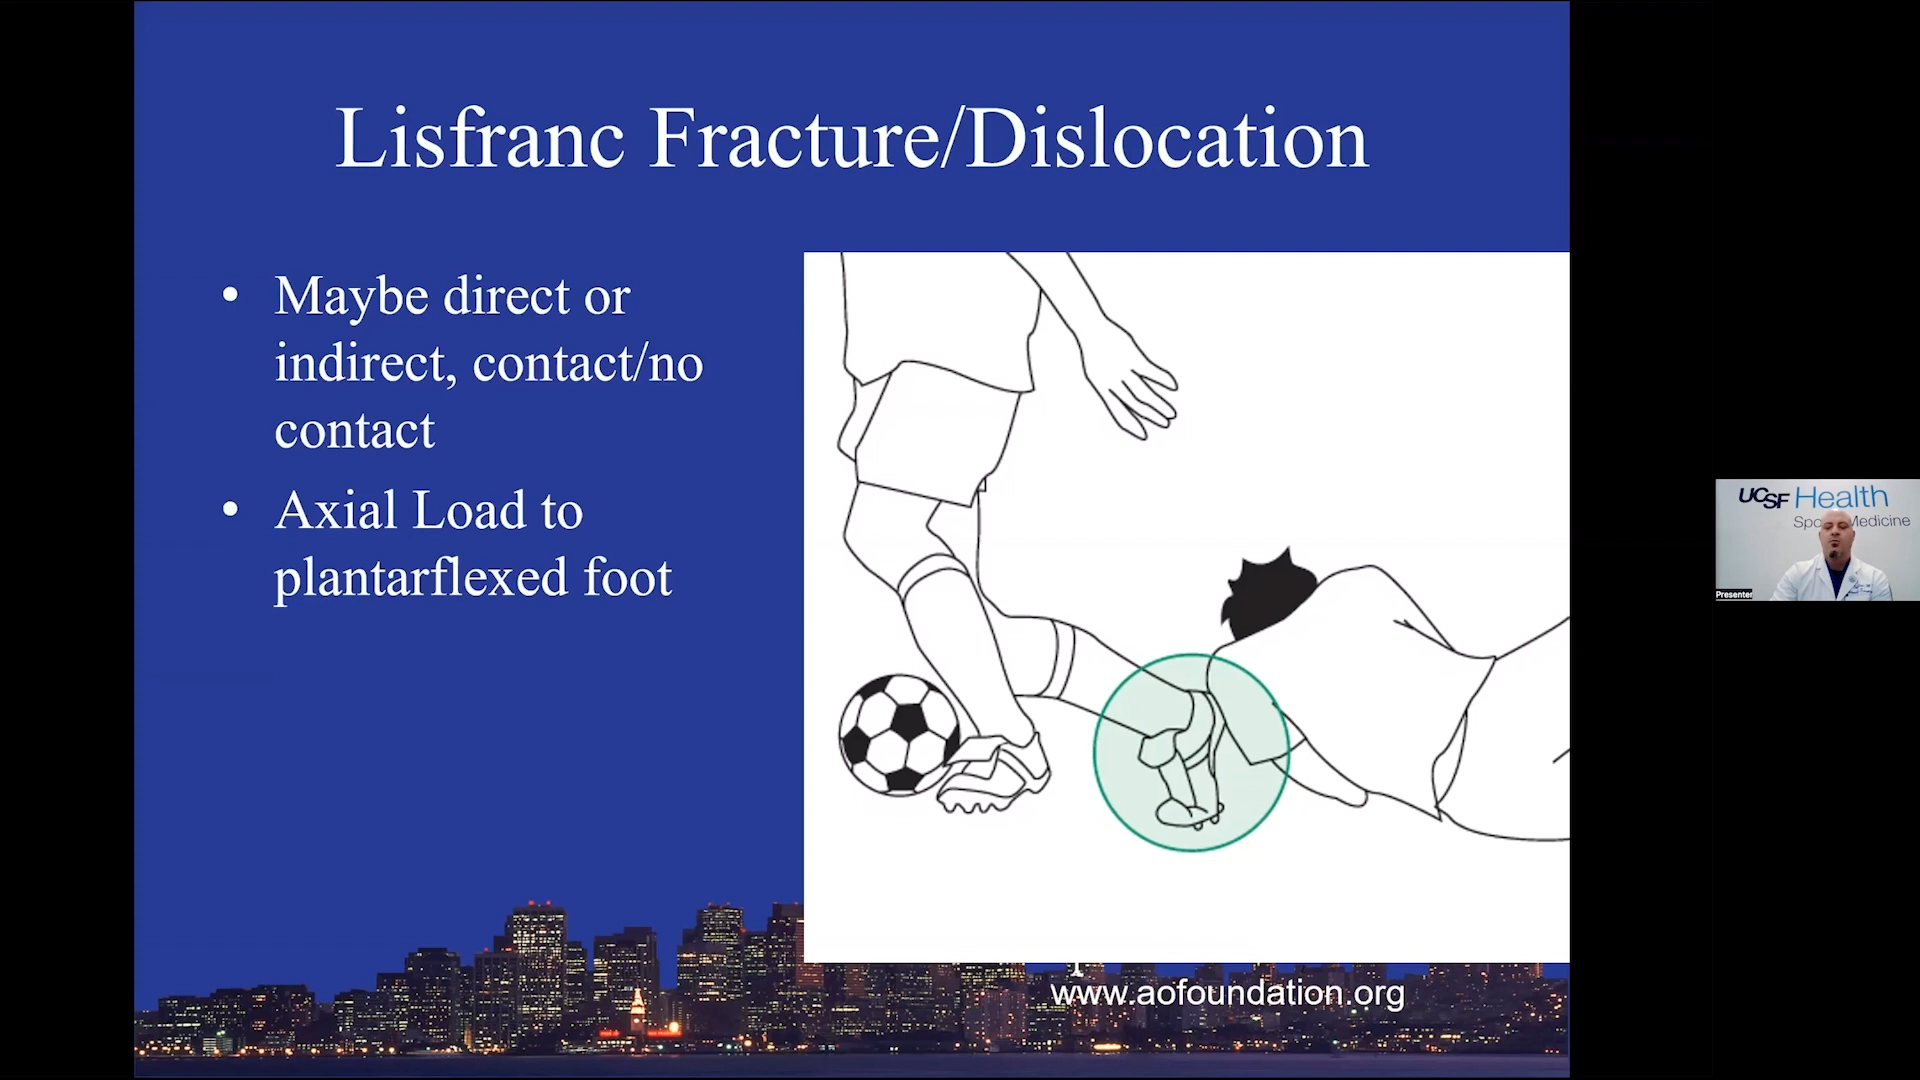 Lisfranc Fracture/Dislocation
• Maybe direct or
indirect, contact/no
contact
• Axial Load to
plantarflexed foot
www.aofoundation.org
UCSF Health
Medicine
Presenter